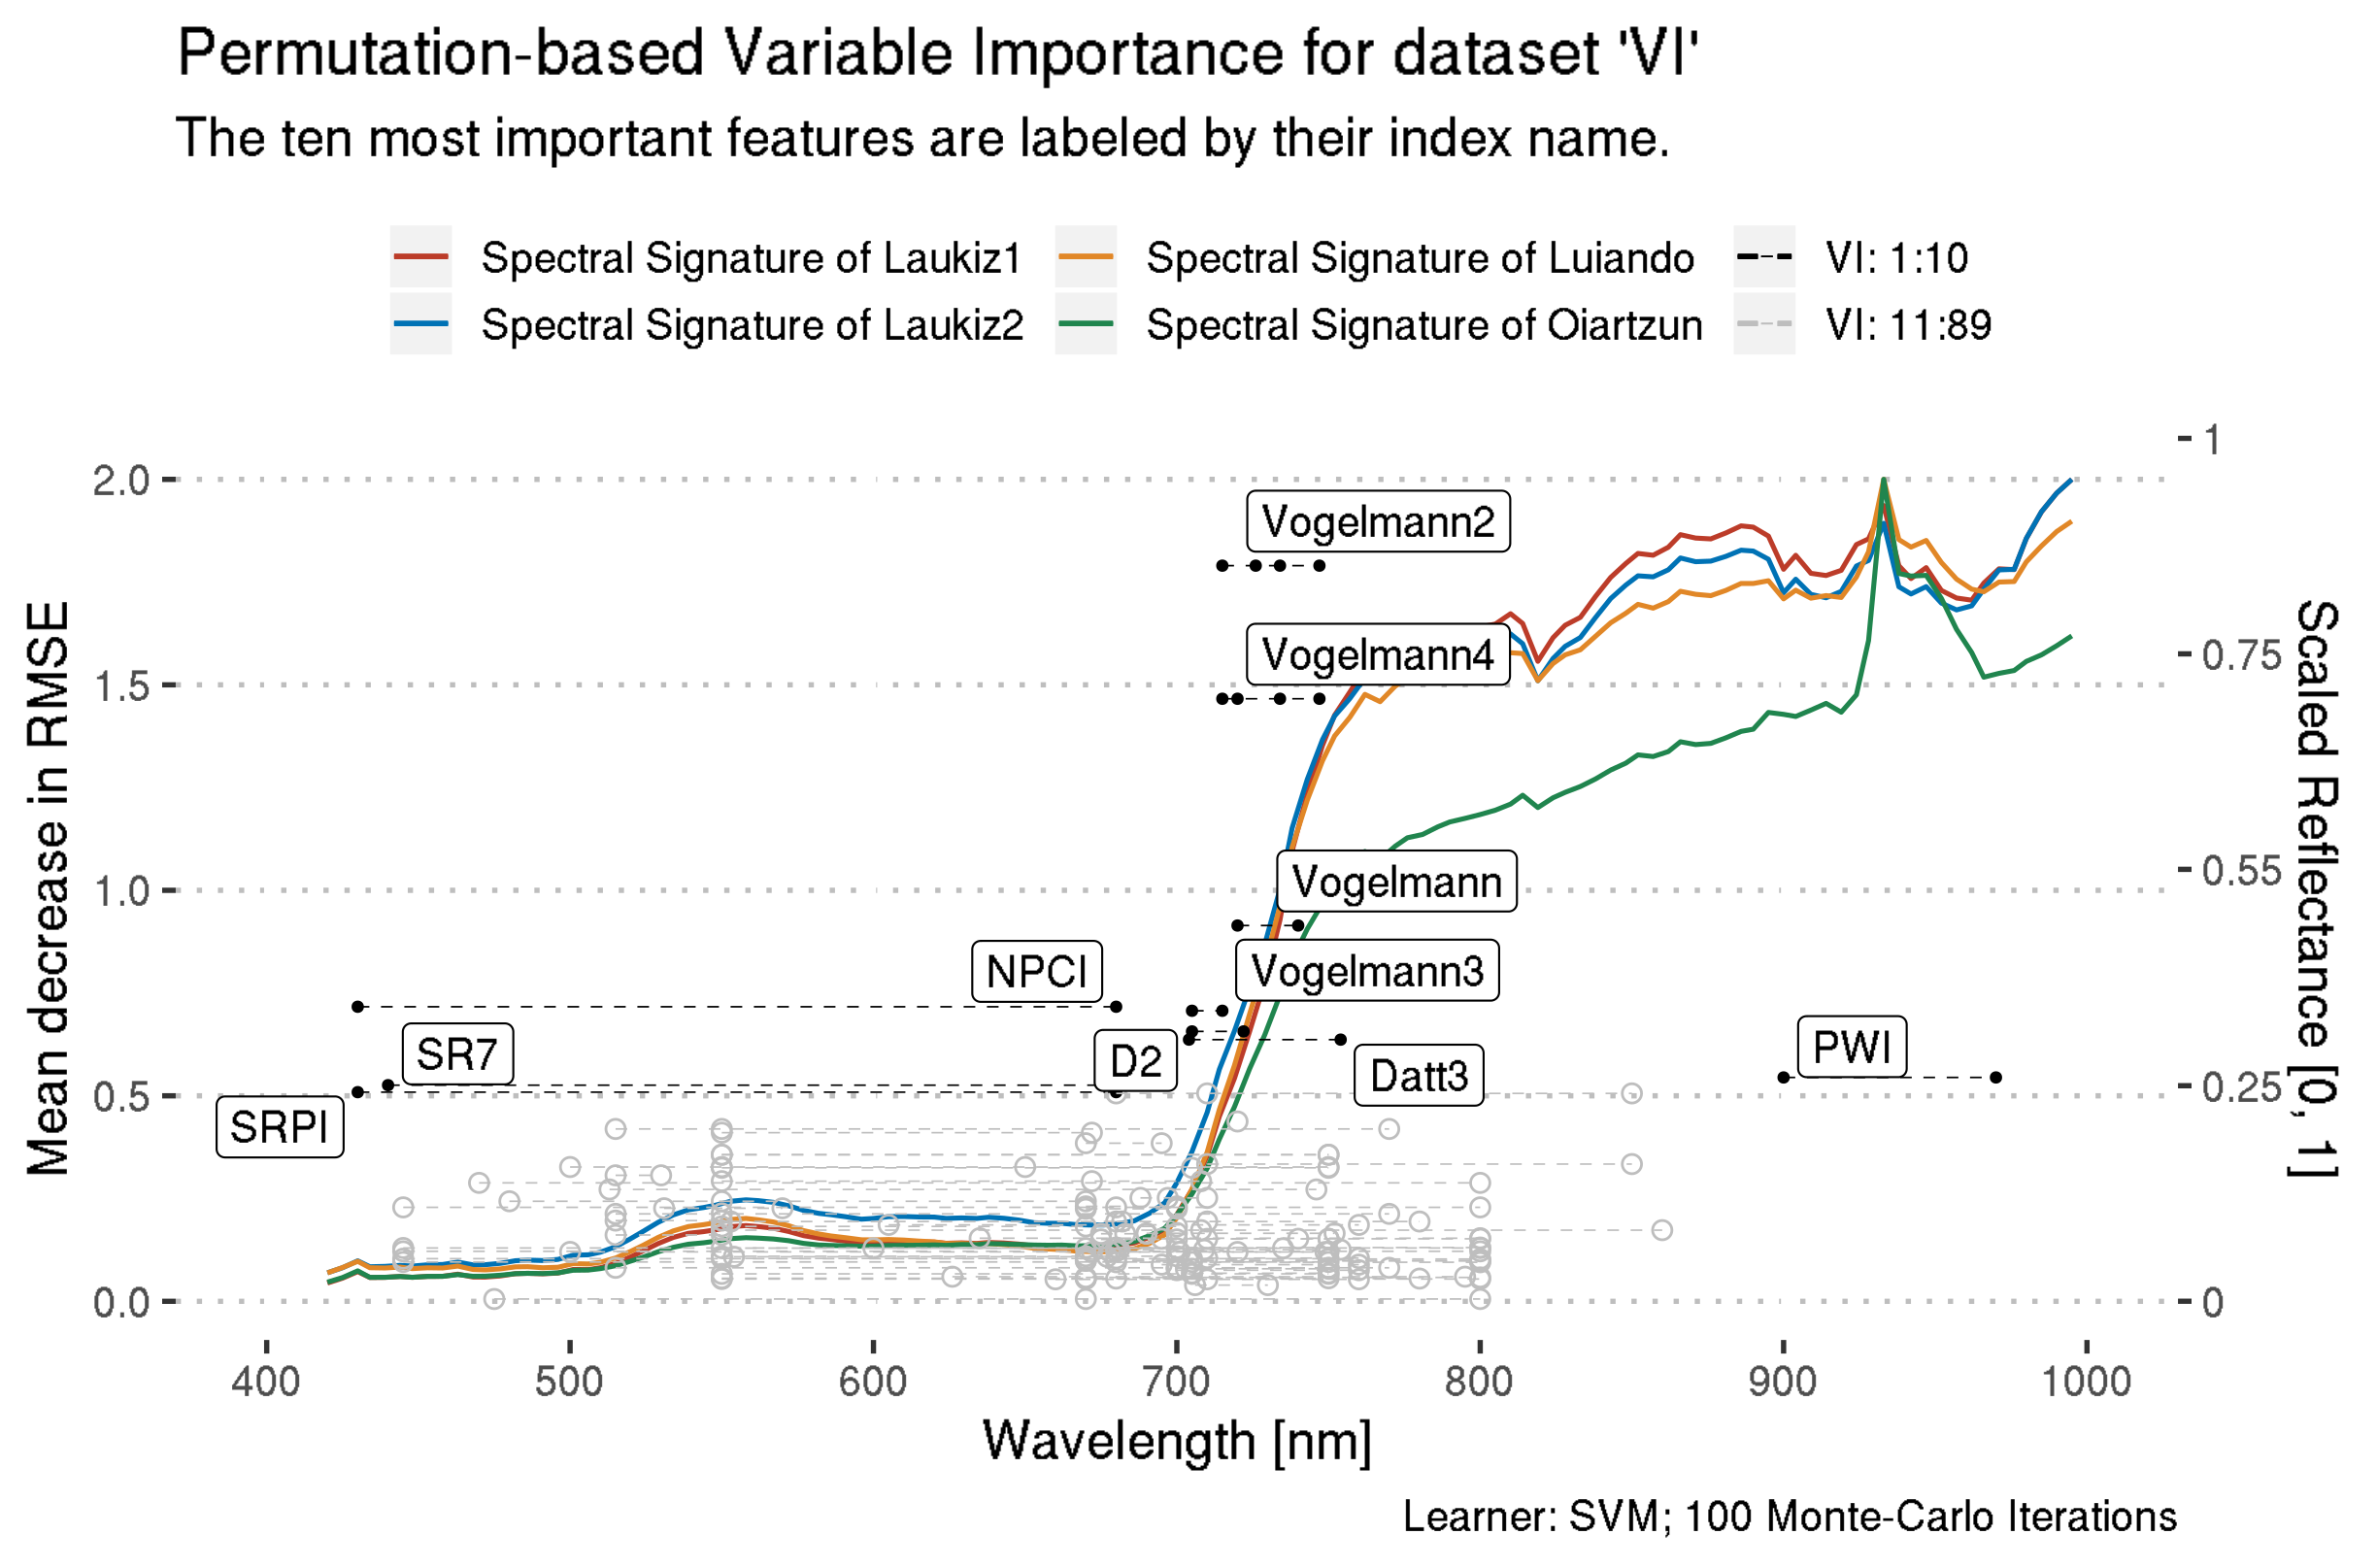 Permutation-based Variable Importance for dataset 'VI'
The ten most important features are labeled by their index name.
Spectral Signature of Laukiz1
Spectral Signature of Luiando
VI: 1:10
Spectral Signature of Laukiz2
Spectral Signature of Oiartzun
VI: 11:89
Mean decrease in RMSE
2.0
1.5
1.0
0.5
0.0
Vogelmann2
Vogelmann4
Vogelmann
NPCI
Vogelmann3
SR7
D2
Datt3
PWI
SRPI
1
0.75
0.55
0.25
0
Scaled Reflectance [0, 1]
400 500 600 700 800 900 1000
Wavelength [nm]
Learner: SVM; 100 Monte-Carlo Iterations